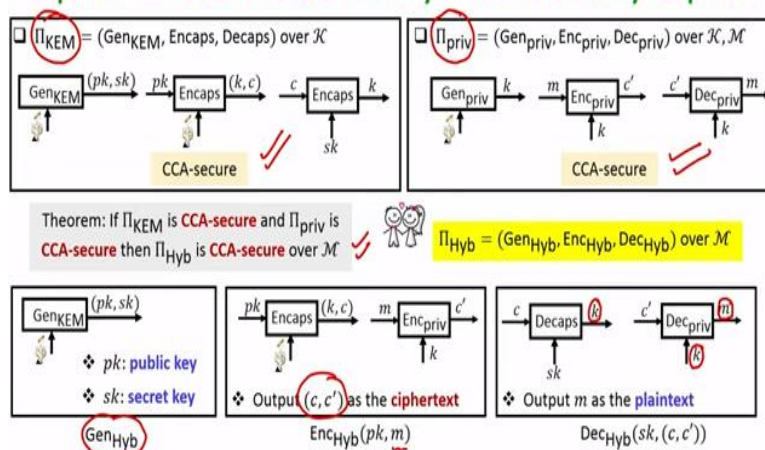 ❑ Π_KEM = (Gen_KEM, Encaps, Decaps) over 𝒦
Gen_KEM (pk, sk) pk Encaps (k, c) c Encaps k
sk
CCA-secure
❑ Π_priv = (Gen_priv, Enc_priv, Dec_priv) over 𝒦, ℳ
Gen_priv k m Enc_priv c′ c′ Dec_priv m
k k
CCA-secure
Theorem: If Π_KEM is CCA-secure and Π_priv is
CCA-secure then Π_Hyb is CCA-secure over ℳ
Π_Hyb = (Gen_Hyb, Enc_Hyb, Dec_Hyb) over ℳ
Gen_KEM (pk, sk)
❖ pk: public key
❖ sk: secret key
Gen_Hyb
pk Encaps (k, c) m Enc_priv c′
k
❖ Output (c, c′) as the ciphertext
Enc_Hyb(pk, m)
c Decaps k c′ Dec_priv m
sk k
❖ Output m as the plaintext
Dec_Hyb(sk, (c, c′))